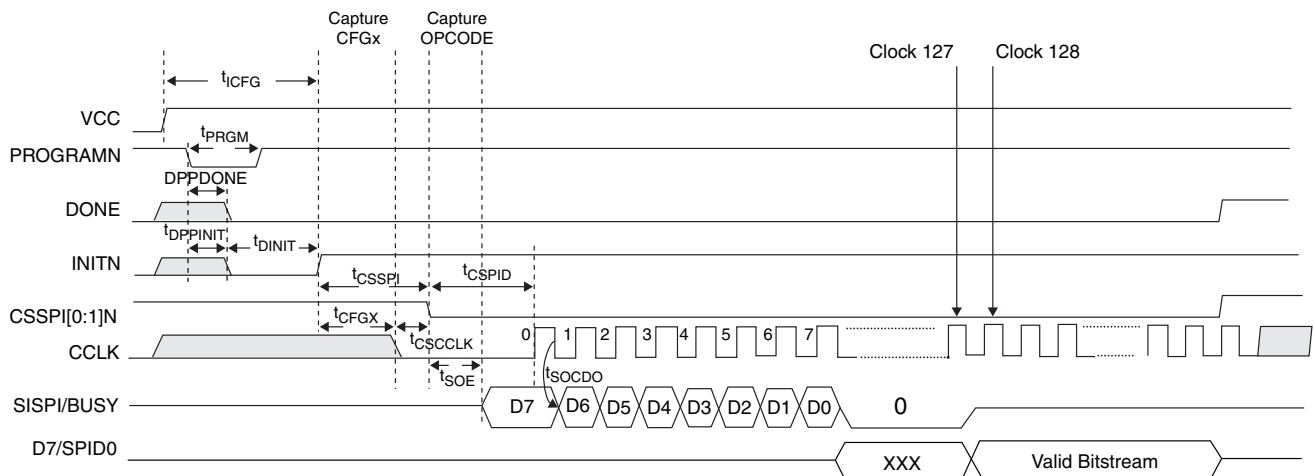 Capture CFGx
Capture OPCODE
Clock 127
Clock 128
tICFG
VCC
tPRGM
PROGRAMN
DPPDONE
DONE
tDPPINIT
tDINIT
INITN
tCSSPI
tCSPID
CSSPI[0:1]N
tCFGX
tCSCCLK
0 1 2 3 4 5 6 7
CCLK
tSOE
tSOCDO
SISPI/BUSY
D7 D6 D5 D4 D3 D2 D1 D0 0
D7/SPID0
XXX
Valid Bitstream